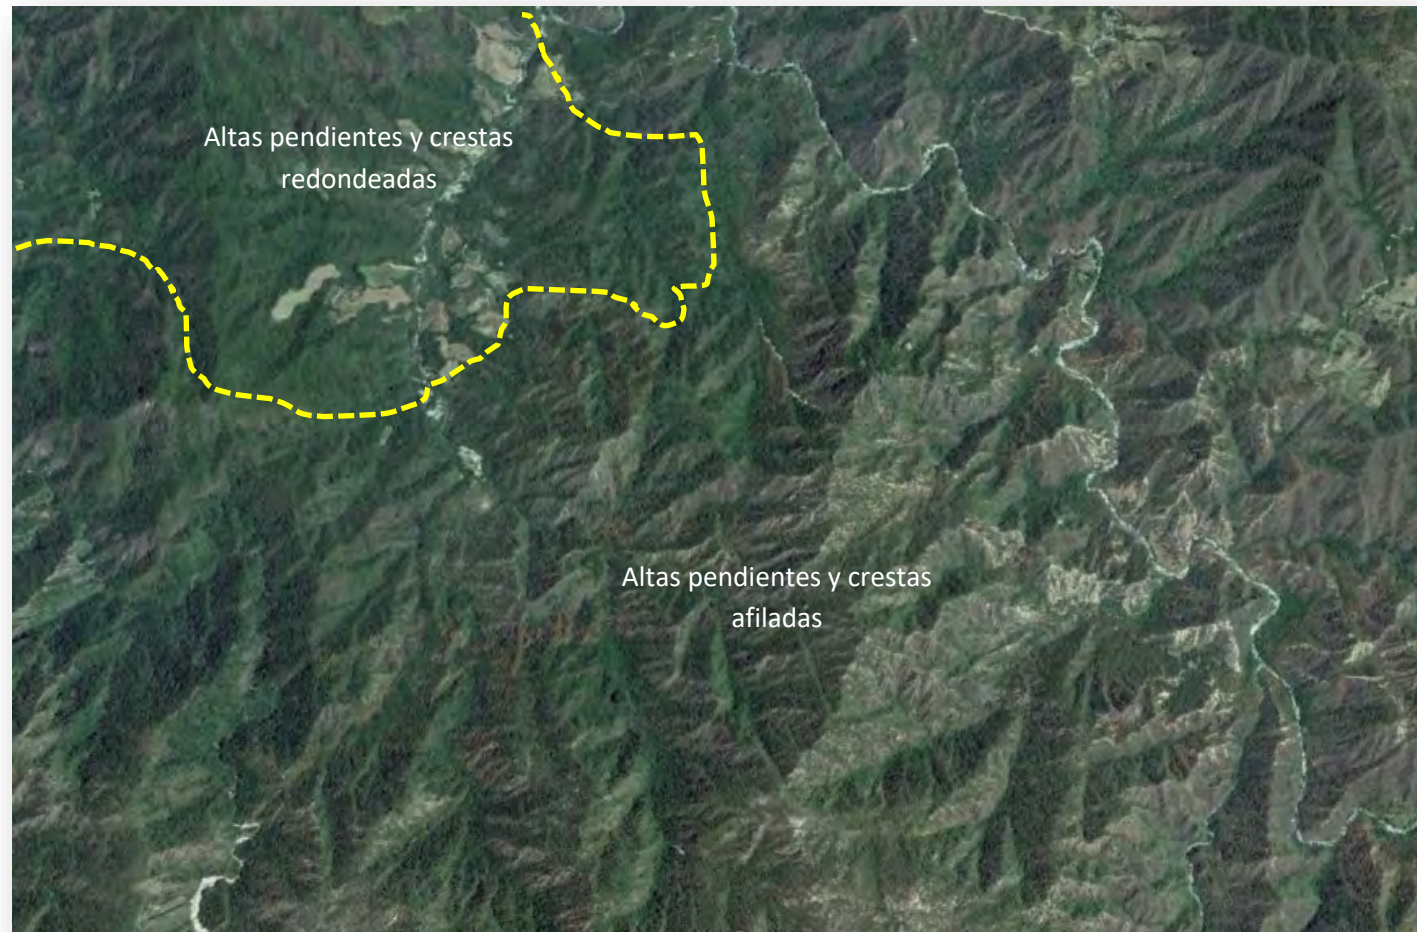 Altas pendientes y crestas
redondeadas
Altas pendientes y crestas
afiladas